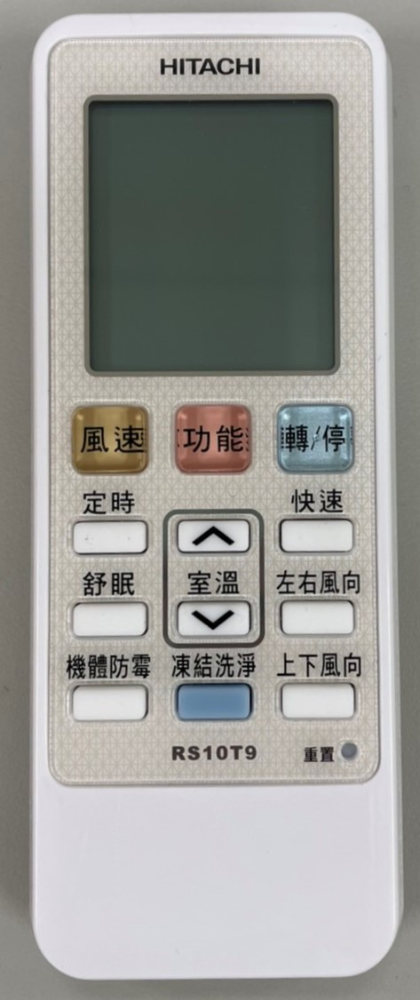 HITACHI
風速 功能 轉/停
定時 快速
舒眠 室溫 左右風向
機體防霉 凍結洗淨 上下風向
RS10T9 重置